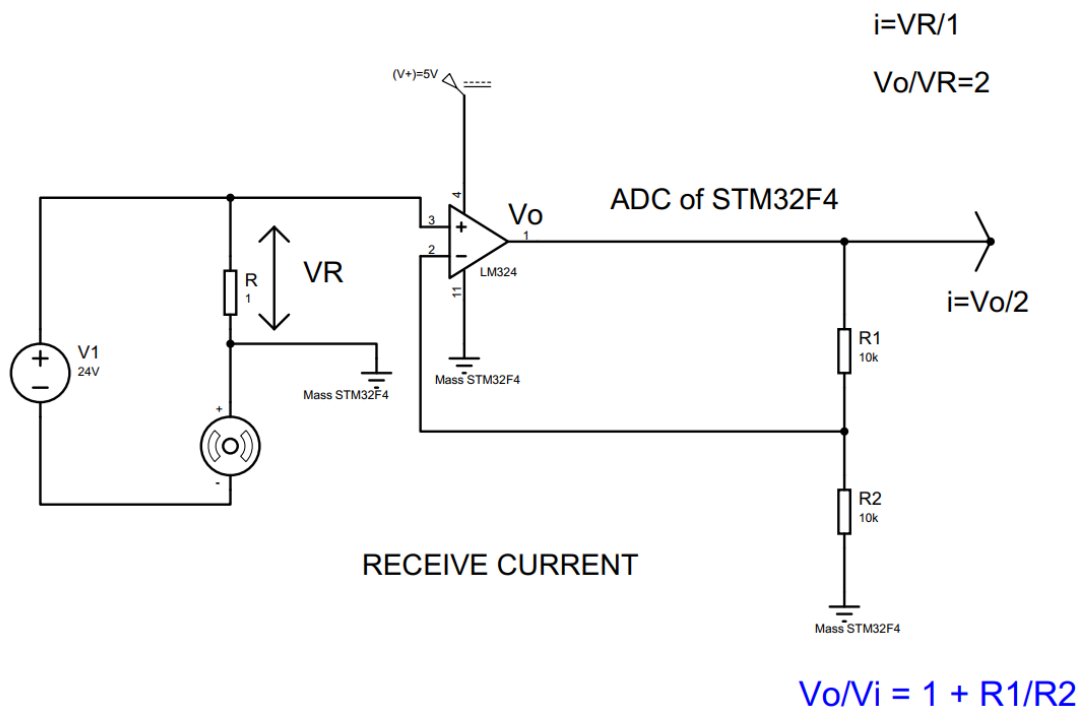 i=VR/1
(V+)=5V
Vo/VR=2
4
ADC of STM32F4
Vo
3
1
2
+
−
LM324
VR
R
1
11
i=Vo/2
V1
24V
+
−
R1
10k
Mass STM32F4
Mass STM32F4
+
-
R2
10k
RECEIVE CURRENT
Mass STM32F4
Vo/Vi = 1 + R1/R2